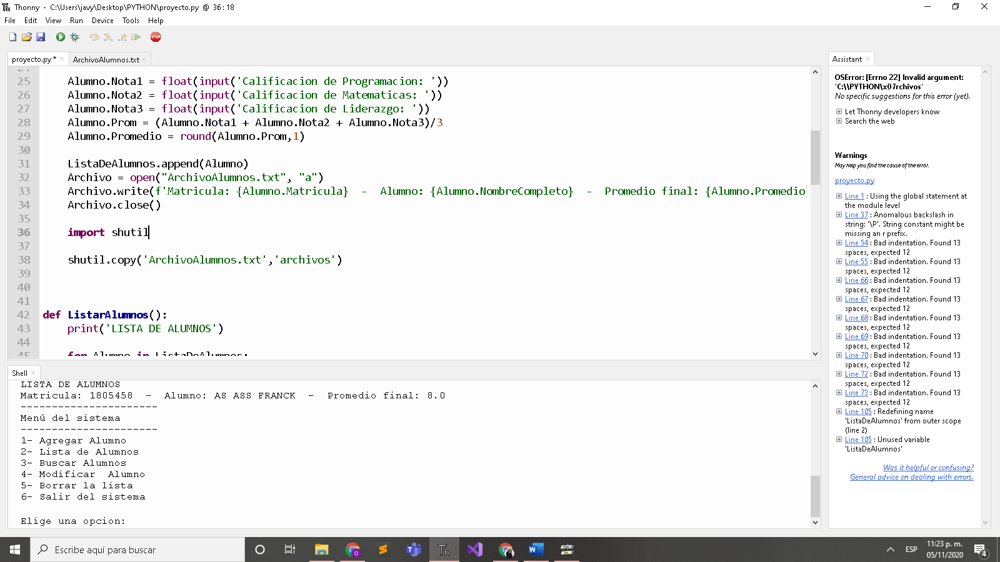 Thonny - C:\Users\javy\Desktop\PYTHON\proyecto.py @ 36:18
File Edit View Run Device Tools Help
STOP
proyecto.py * ×
ArchivoAlumnos.txt ×
25 Alumno.Nota1 = float(input('Calificacion de Programacion: '))
26 Alumno.Nota2 = float(input('Calificacion de Matematicas: '))
27 Alumno.Nota3 = float(input('Calificacion de Liderazgo: '))
28 Alumno.Prom = (Alumno.Nota1 + Alumno.Nota2 + Alumno.Nota3)/3
29 Alumno.Promedio = round(Alumno.Prom,1)
30
31 ListaDeAlumnos.append(Alumno)
32 Archivo = open("ArchivoAlumnos.txt", "a")
33 Archivo.write(f'Matricula: {Alumno.Matricula}  -  Alumno: {Alumno.NombreCompleto}  -  Promedio final: {Alumno.Promedio}
34 Archivo.close()
35
36 import shutil
37
38 shutil.copy('ArchivoAlumnos.txt','archivos')
39
40
41
42 def ListarAlumnos():
43 print('LISTA DE ALUMNOS')
44
45 for Alumno in ListaDeAlumnos:
Shell ×
LISTA DE ALUMNOS
Matricula: 1805458  -  Alumno: AS ASS FRANCK  -  Promedio final: 8.0
----------------------
Menú del sistema
----------------------
1- Agregar Alumno
2- Lista de Alumnos
3- Buscar Alumnos
4- Modificar  Alumno
5- Borrar la lista
6- Salir del sistema
Elige una opcion:
Assistant ×
OSError: [Errno 22] Invalid argument:
'C:\\PYTHON\x07rchivos'
No specific suggestions for this error (yet).
Let Thonny developers know
Search the web
Warnings
May help you find the cause of the error.
proyecto.py
Line 1 : Using the global statement at
the module level
Line 37 : Anomalous backslash in
string: '\P'. String constant might be
missing an r prefix.
Line 54 : Bad indentation. Found 13
spaces, expected 12
Line 55 : Bad indentation. Found 13
spaces, expected 12
Line 66 : Bad indentation. Found 13
spaces, expected 12
Line 67 : Bad indentation. Found 13
spaces, expected 12
Line 68 : Bad indentation. Found 13
spaces, expected 12
Line 69 : Bad indentation. Found 13
spaces, expected 12
Line 70 : Bad indentation. Found 13
spaces, expected 12
Line 72 : Bad indentation. Found 13
spaces, expected 12
Line 73 : Bad indentation. Found 13
spaces, expected 12
Line 105 : Redefining name
'ListaDeAlumnos' from outer scope
(line 2)
Line 105 : Unused variable
'ListaDeAlumnos'
Was it helpful or confusing?
General advice on dealing with errors.
Escribe aquí para buscar
ESP
11:23 p. m.
05/11/2020
4